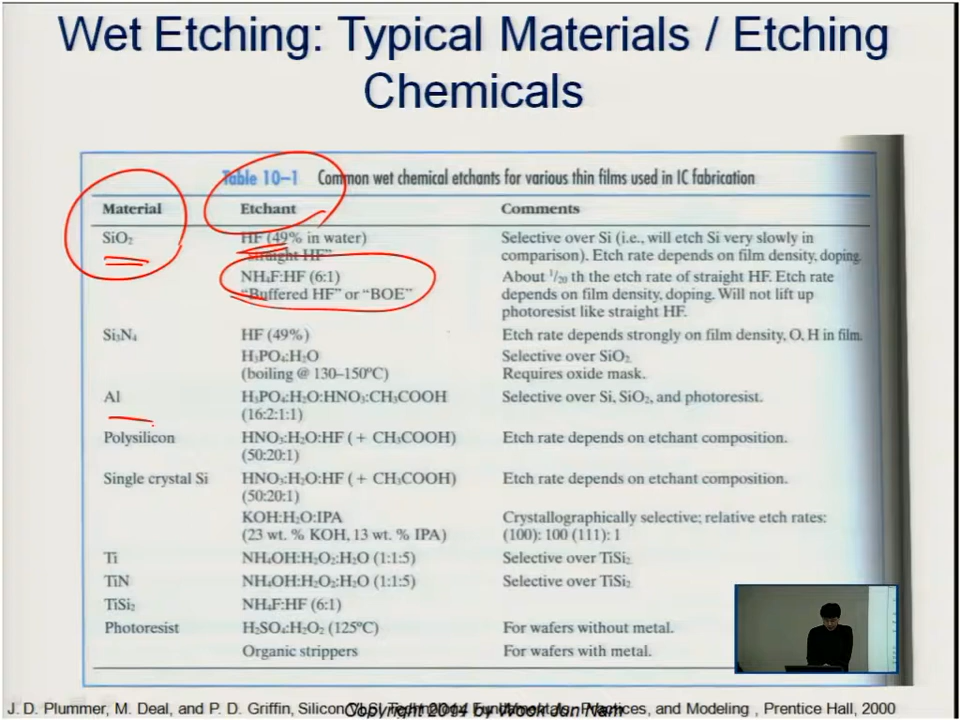 Wet Etching: Typical Materials / Etching
Chemicals
Table 10–1 Common wet chemical etchants for various thin films used in IC fabrication
Material Etchant Comments
SiO₂ HF (49% in water) Selective over Si (i.e., will etch Si very slowly in
"straight HF" comparison). Etch rate depends on film density, doping.
NH₄F:HF (6:1) About 1/20 th the etch rate of straight HF. Etch rate
"Buffered HF" or "BOE" depends on film density, doping. Will not lift up
photoresist like straight HF.
Si₃N₄ HF (49%) Etch rate depends strongly on film density, O, H in film.
H₃PO₄:H₂O Selective over SiO₂.
(boiling @ 130–150°C) Requires oxide mask.
Al H₃PO₄:H₂O:HNO₃:CH₃COOH Selective over Si, SiO₂, and photoresist.
(16:2:1:1)
Polysilicon HNO₃:H₂O:HF (+ CH₃COOH) Etch rate depends on etchant composition.
(50:20:1)
Single crystal Si HNO₃:H₂O:HF (+ CH₃COOH) Etch rate depends on etchant composition.
(50:20:1)
KOH:H₂O:IPA Crystallographically selective; relative etch rates:
(23 wt. % KOH, 13 wt. % IPA) (100): 100 (111): 1
Ti NH₄OH:H₂O₂:H₂O (1:1:5) Selective over TiSi₂
TiN NH₄OH:H₂O₂:H₂O (1:1:5) Selective over TiSi₂
TiSi₂ NH₄F:HF (6:1)
Photoresist H₂SO₄:H₂O₂ (125°C) For wafers without metal.
Organic strippers For wafers with metal.
J. D. Plummer, M. Deal, and P. D. Griffin, Silicon VLSI Technology Fundamentals, Practices, and Modeling , Prentice Hall, 2000
Copyright 2014 by Wook Jun Nam